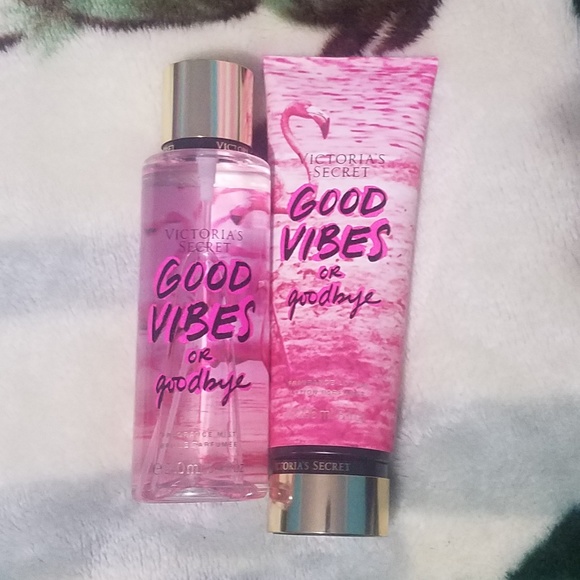 VICTORIA'S
SECRET
GOOD
VIBES
OR
goodbye
VICTORIA'S
SECRET
GOOD
VIBES
OR
goodbye
VICTORIA'S SECRET